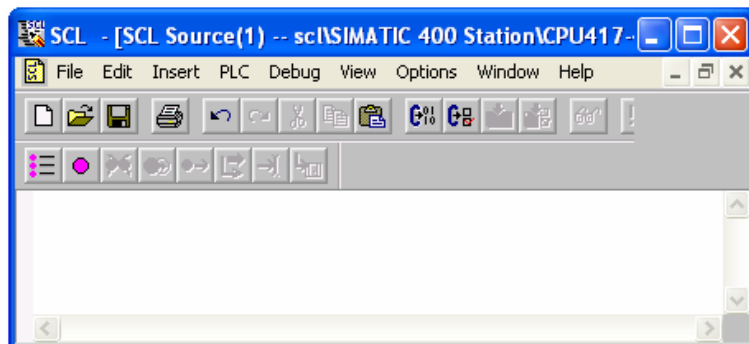 SCL - [SCL Source(1) -- scl\SIMATIC 400 Station\CPU417-
File Edit Insert PLC Debug View Options Window Help